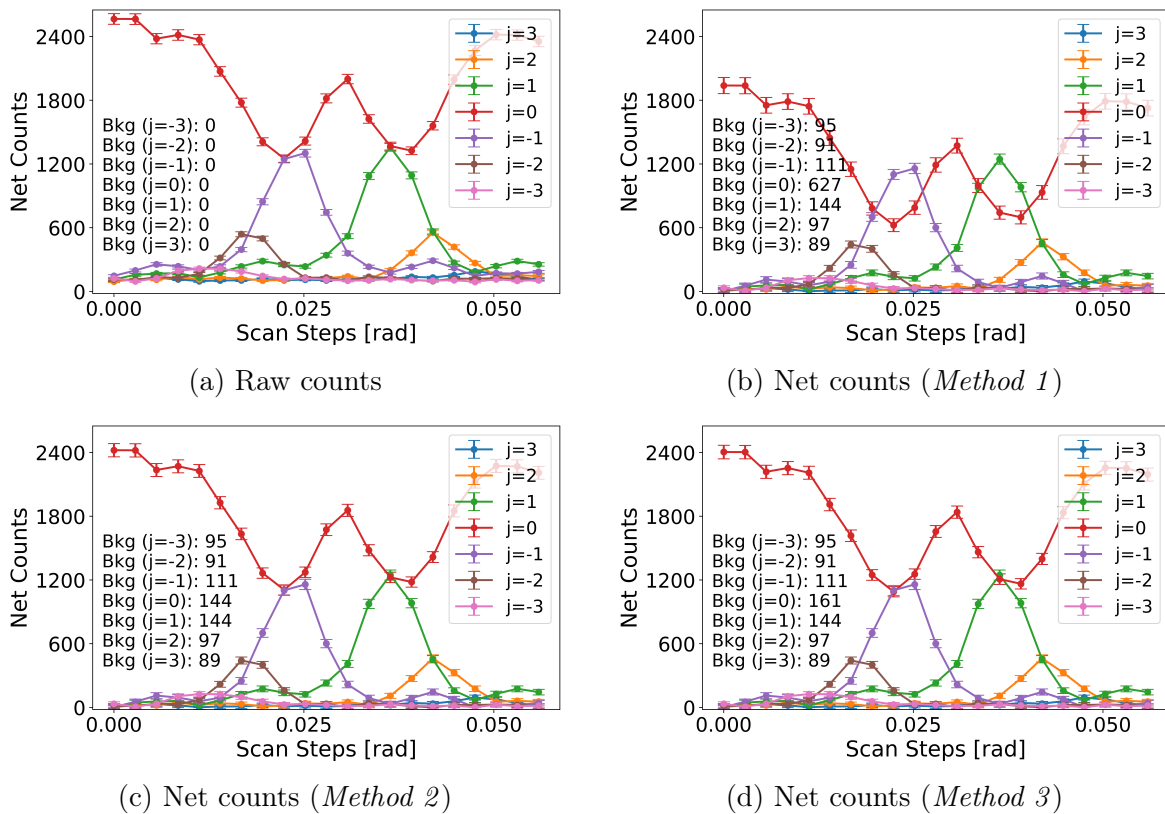 Net Counts
2400
1800
1200
600
0
Bkg (j=-3): 0
Bkg (j=-2): 0
Bkg (j=-1): 0
Bkg (j=0): 0
Bkg (j=1): 0
Bkg (j=2): 0
Bkg (j=3): 0
j=3
j=2
j=1
j=0
j=-1
j=-2
j=-3
0.000
0.025
0.050
Scan Steps [rad]
(a) Raw counts
Net Counts
2400
1800
1200
600
0
Bkg (j=-3): 95
Bkg (j=-2): 91
Bkg (j=-1): 111
Bkg (j=0): 627
Bkg (j=1): 144
Bkg (j=2): 97
Bkg (j=3): 89
j=3
j=2
j=1
j=0
j=-1
j=-2
j=-3
0.000
0.025
0.050
Scan Steps [rad]
(b) Net counts (Method 1)
Net Counts
2400
1800
1200
600
0
Bkg (j=-3): 95
Bkg (j=-2): 91
Bkg (j=-1): 111
Bkg (j=0): 144
Bkg (j=1): 144
Bkg (j=2): 97
Bkg (j=3): 89
j=3
j=2
j=1
j=0
j=-1
j=-2
j=-3
0.000
0.025
0.050
Scan Steps [rad]
(c) Net counts (Method 2)
Net Counts
2400
1800
1200
600
0
Bkg (j=-3): 95
Bkg (j=-2): 91
Bkg (j=-1): 111
Bkg (j=0): 161
Bkg (j=1): 144
Bkg (j=2): 97
Bkg (j=3): 89
j=3
j=2
j=1
j=0
j=-1
j=-2
j=-3
0.000
0.025
0.050
Scan Steps [rad]
(d) Net counts (Method 3)